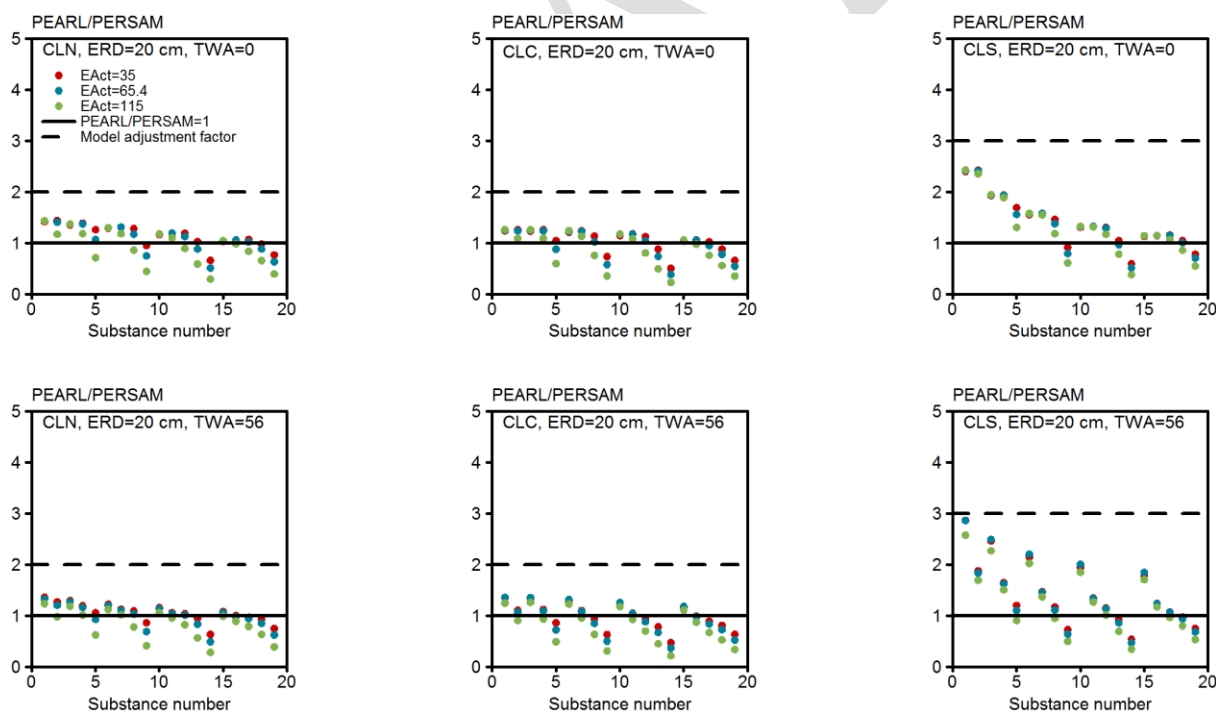 PEARL/PERSAM
5
CLN, ERD=20 cm, TWA=0
EAct=35
4
EAct=65.4
EAct=115
PEARL/PERSAM=1
3
Model adjustment factor
2
1
0
0 5 10 15 20
Substance number
PEARL/PERSAM
5
CLC, ERD=20 cm, TWA=0
4
3
2
1
0
0 5 10 15 20
Substance number
PEARL/PERSAM
5
CLS, ERD=20 cm, TWA=0
4
3
2
1
0
0 5 10 15 20
Substance number
PEARL/PERSAM
5
CLN, ERD=20 cm, TWA=56
4
3
2
1
0
0 5 10 15 20
Substance number
PEARL/PERSAM
5
CLC, ERD=20 cm, TWA=56
4
3
2
1
0
0 5 10 15 20
Substance number
PEARL/PERSAM
5
CLS, ERD=20 cm, TWA=56
4
3
2
1
0
0 5 10 15 20
Substance number